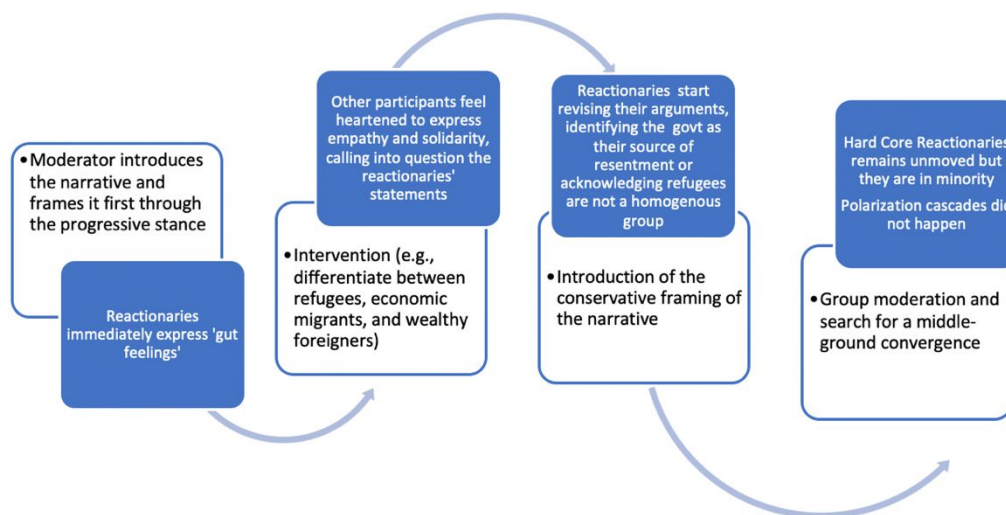 •Moderator introduces
the narrative and
frames it first through
the progressive stance
Reactionaries
immediately express 'gut
feelings'
Other participants feel
heartened to express
empathy and solidarity,
calling into question the
reactionaries'
statements
•Intervention (e.g.,
differentiate between
refugees, economic
migrants, and wealthy
foreigners)
Reactionaries start
revising their arguments,
identifying the govt as
their source of
resentment or
acknowledging refugees
are not a homogenous
group
•Introduction of the
conservative framing of
the narrative
Hard Core Reactionaries
remains unmoved but
they are in minority
Polarization cascades did
not happen
•Group moderation and
search for a middle-
ground convergence